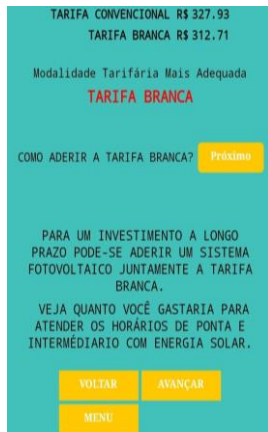 TARIFA CONVENCIONAL R$ 327.93
TARIFA BRANCA R$ 312.71
Modalidade Tarifária Mais Adequada
TARIFA BRANCA
COMO ADERIR A TARIFA BRANCA? Próximo
PARA UM INVESTIMENTO A LONGO
PRAZO PODE-SE ADERIR UM SISTEMA
FOTOVOLTAICO JUNTAMENTE A TARIFA
BRANCA.
VEJA QUANTO VOCÊ GASTARIA PARA
ATENDER OS HORÁRIOS DE PONTA E
INTERMÉDIARIO COM ENERGIA SOLAR.
VOLTAR AVANÇAR
MENU